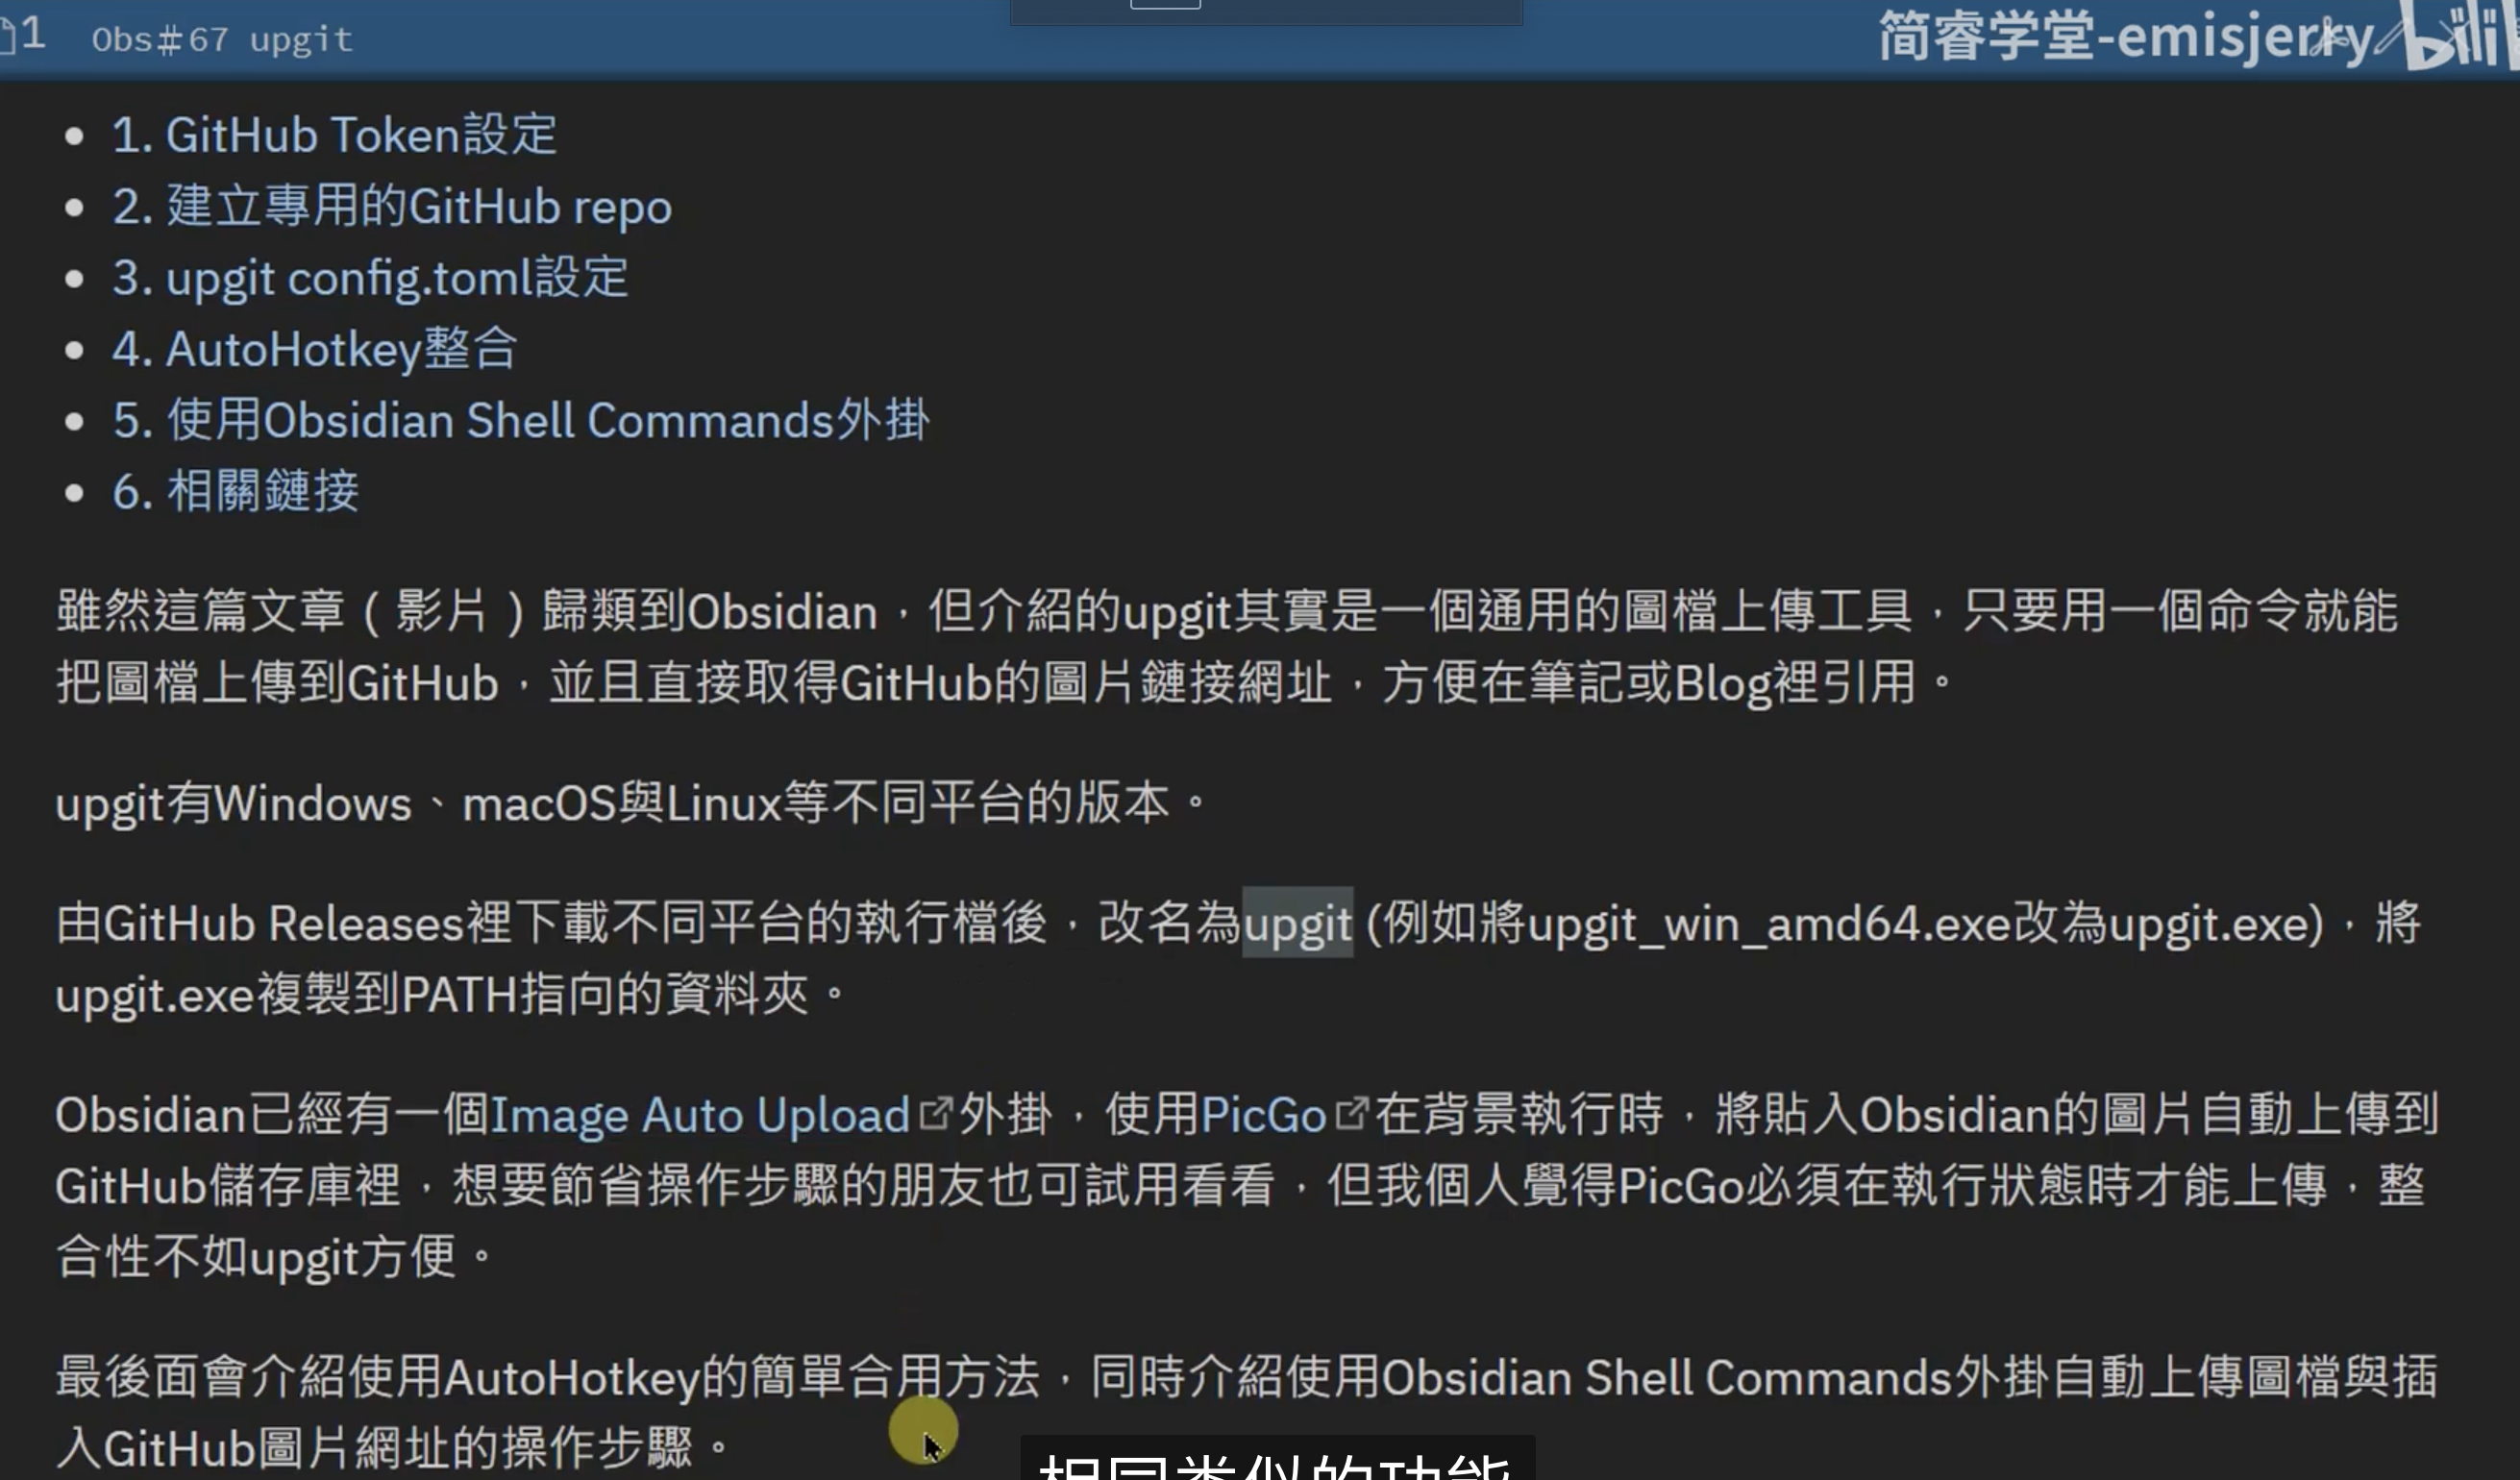 1 Obs#67 upgit
简睿学堂-emisjerry bili
1. GitHub Token設定
2. 建立專用的GitHub repo
3. upgit config.toml設定
4. AutoHotkey整合
5. 使用Obsidian Shell Commands外掛
6. 相關鏈接
雖然這篇文章（影片）歸類到Obsidian，但介紹的upgit其實是一個通用的圖檔上傳工具，只要用一個命令就能
把圖檔上傳到GitHub，並且直接取得GitHub的圖片鏈接網址，方便在筆記或Blog裡引用。
upgit有Windows、macOS與Linux等不同平台的版本。
由GitHub Releases裡下載不同平台的執行檔後，改名為upgit (例如將upgit_win_amd64.exe改為upgit.exe)，將
upgit.exe複製到PATH指向的資料夾。
Obsidian已經有一個Image Auto Upload外掛，使用PicGo在背景執行時，將貼入Obsidian的圖片自動上傳到
GitHub儲存庫裡，想要節省操作步驟的朋友也可試用看看，但我個人覺得PicGo必須在執行狀態時才能上傳，整
合性不如upgit方便。
最後面會介紹使用AutoHotkey的簡單合用方法，同時介紹使用Obsidian Shell Commands外掛自動上傳圖檔與插
入GitHub圖片網址的操作步驟。
相同类似的功能